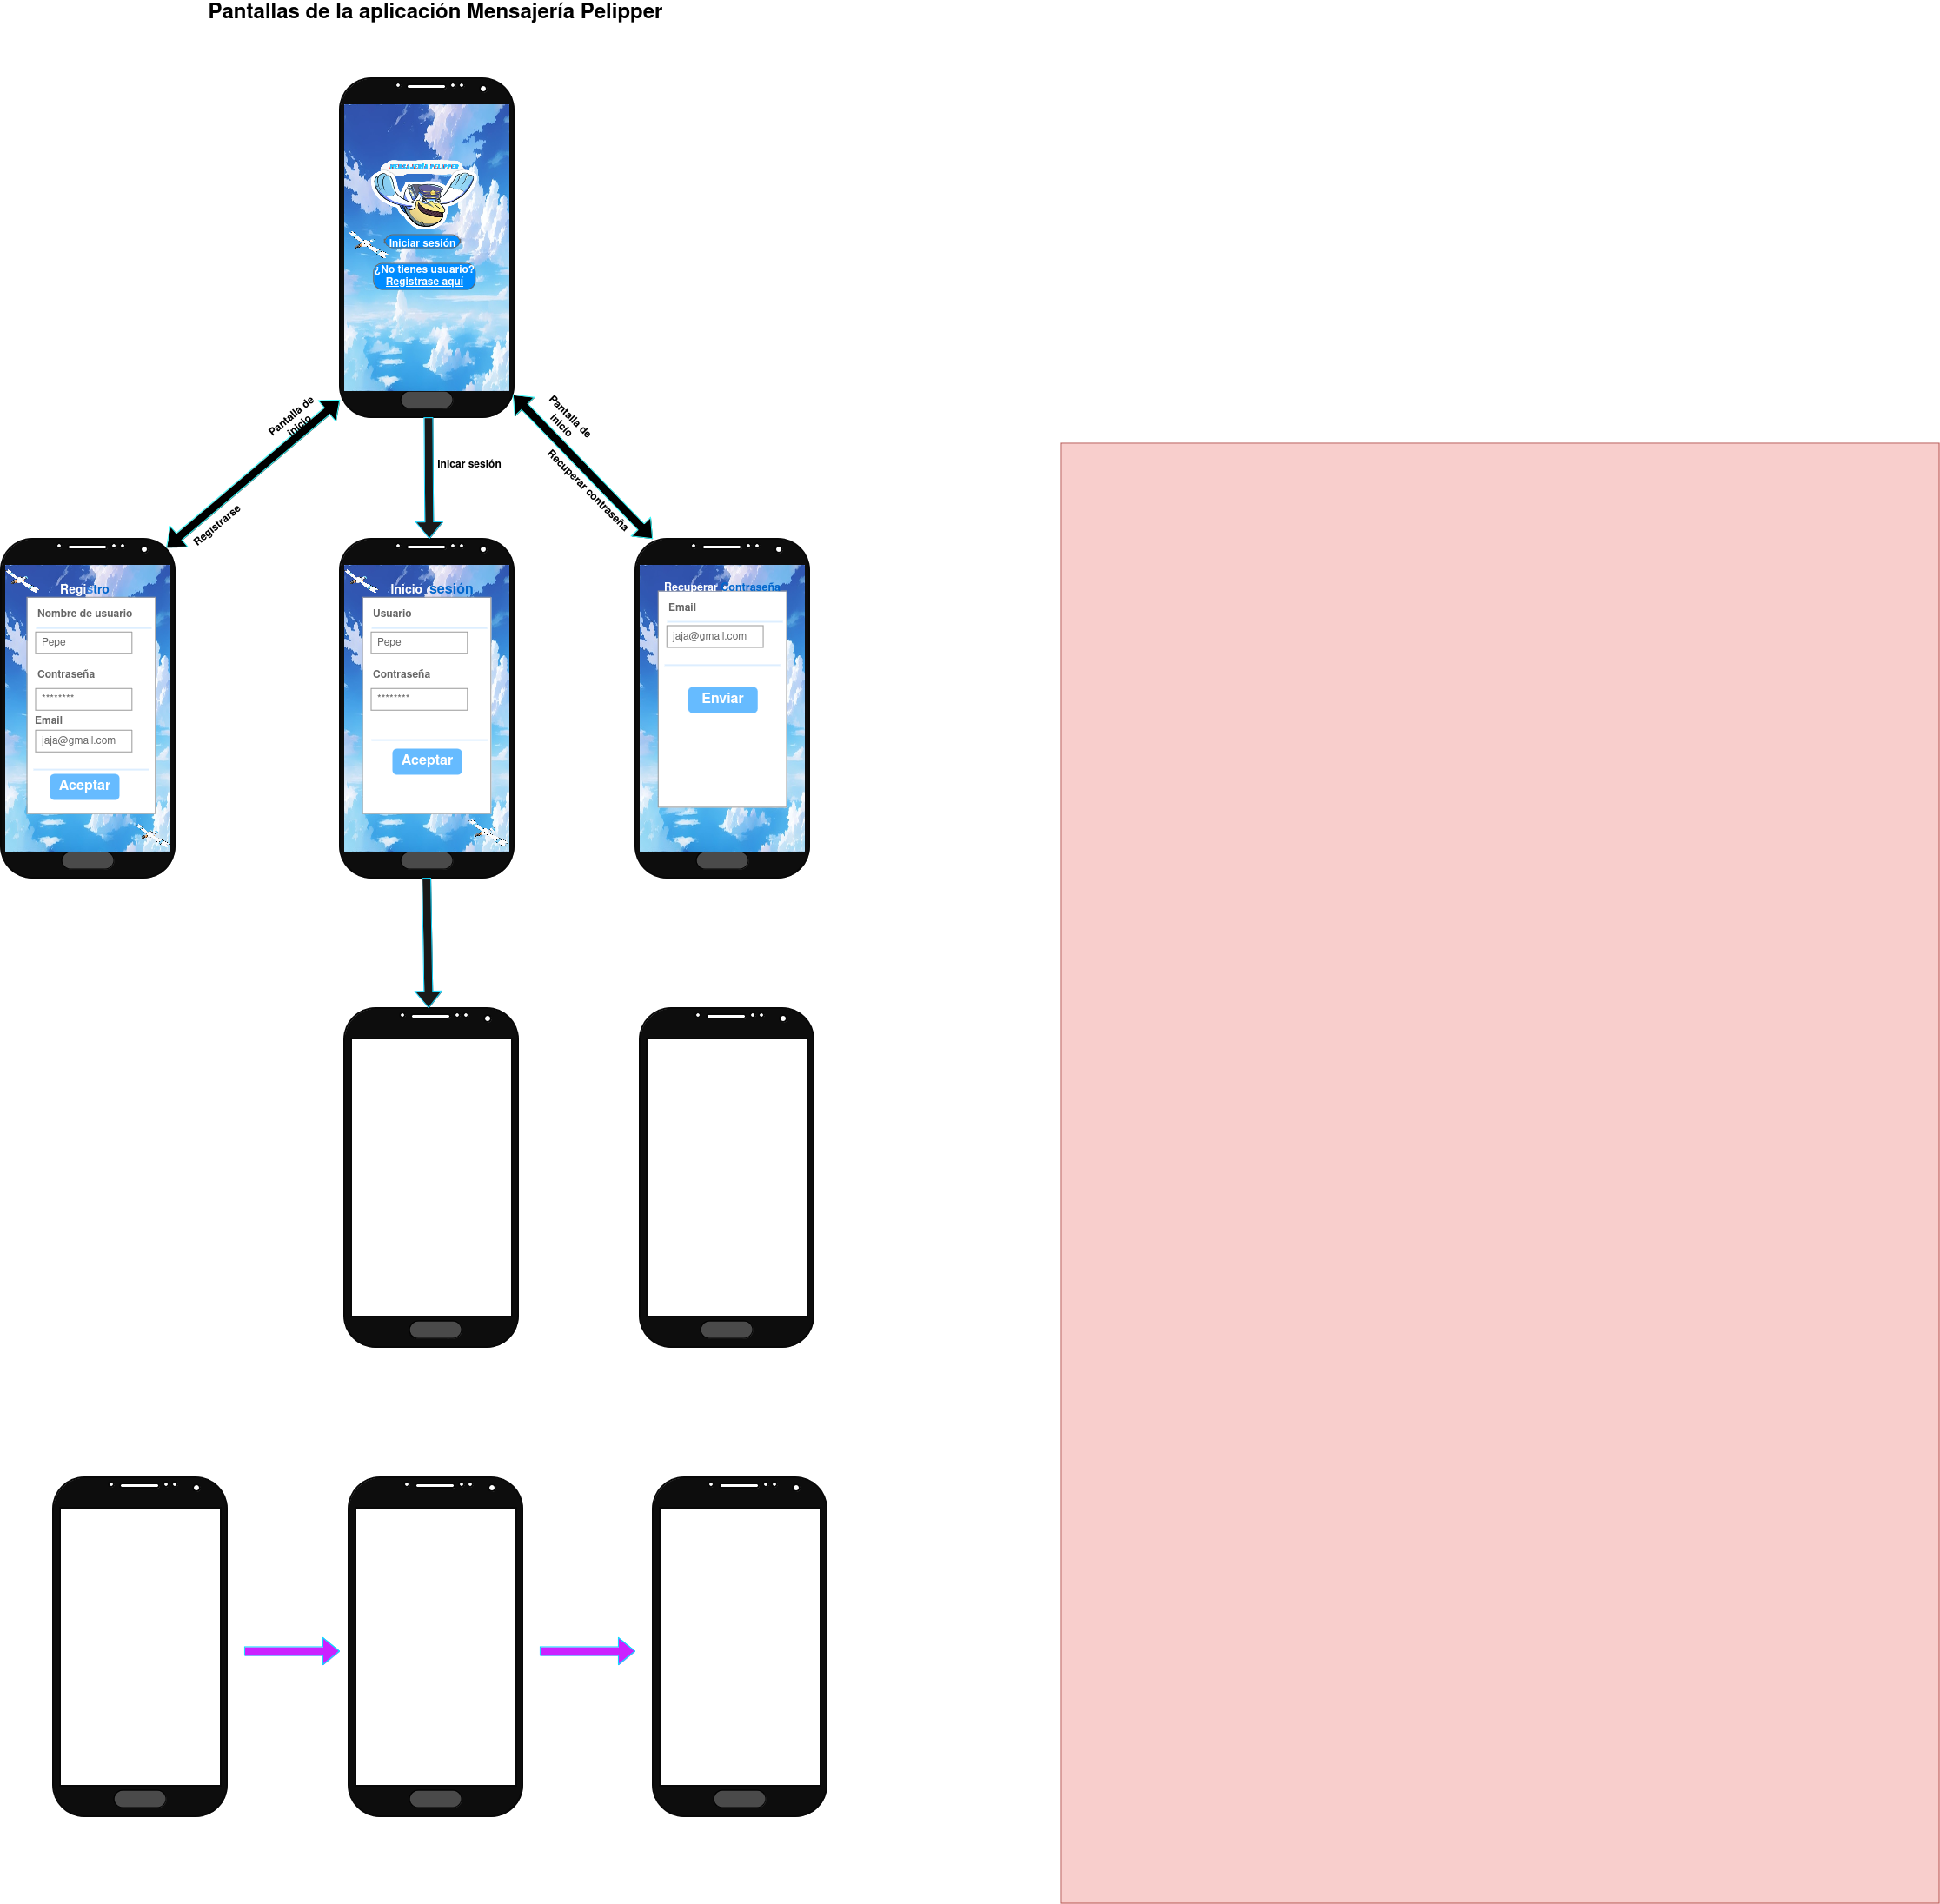 Pantallas de la aplicación Mensajería Pelipper
MENSAJERÍA PELIPPER
Iniciar sesión
¿No tienes usuario?
Registrase aquí
Pantalla de
inicio
Registrarse
Inicar sesión
Pantalla de
inicio
Recuperar contraseña
Registro
Nombre de usuario
Pepe
Contraseña
********
Email
jaja@gmail.com
Aceptar
Inicio sesión
Usuario
Pepe
Contraseña
********
Aceptar
Recuperar contraseña
Email
jaja@gmail.com
Enviar